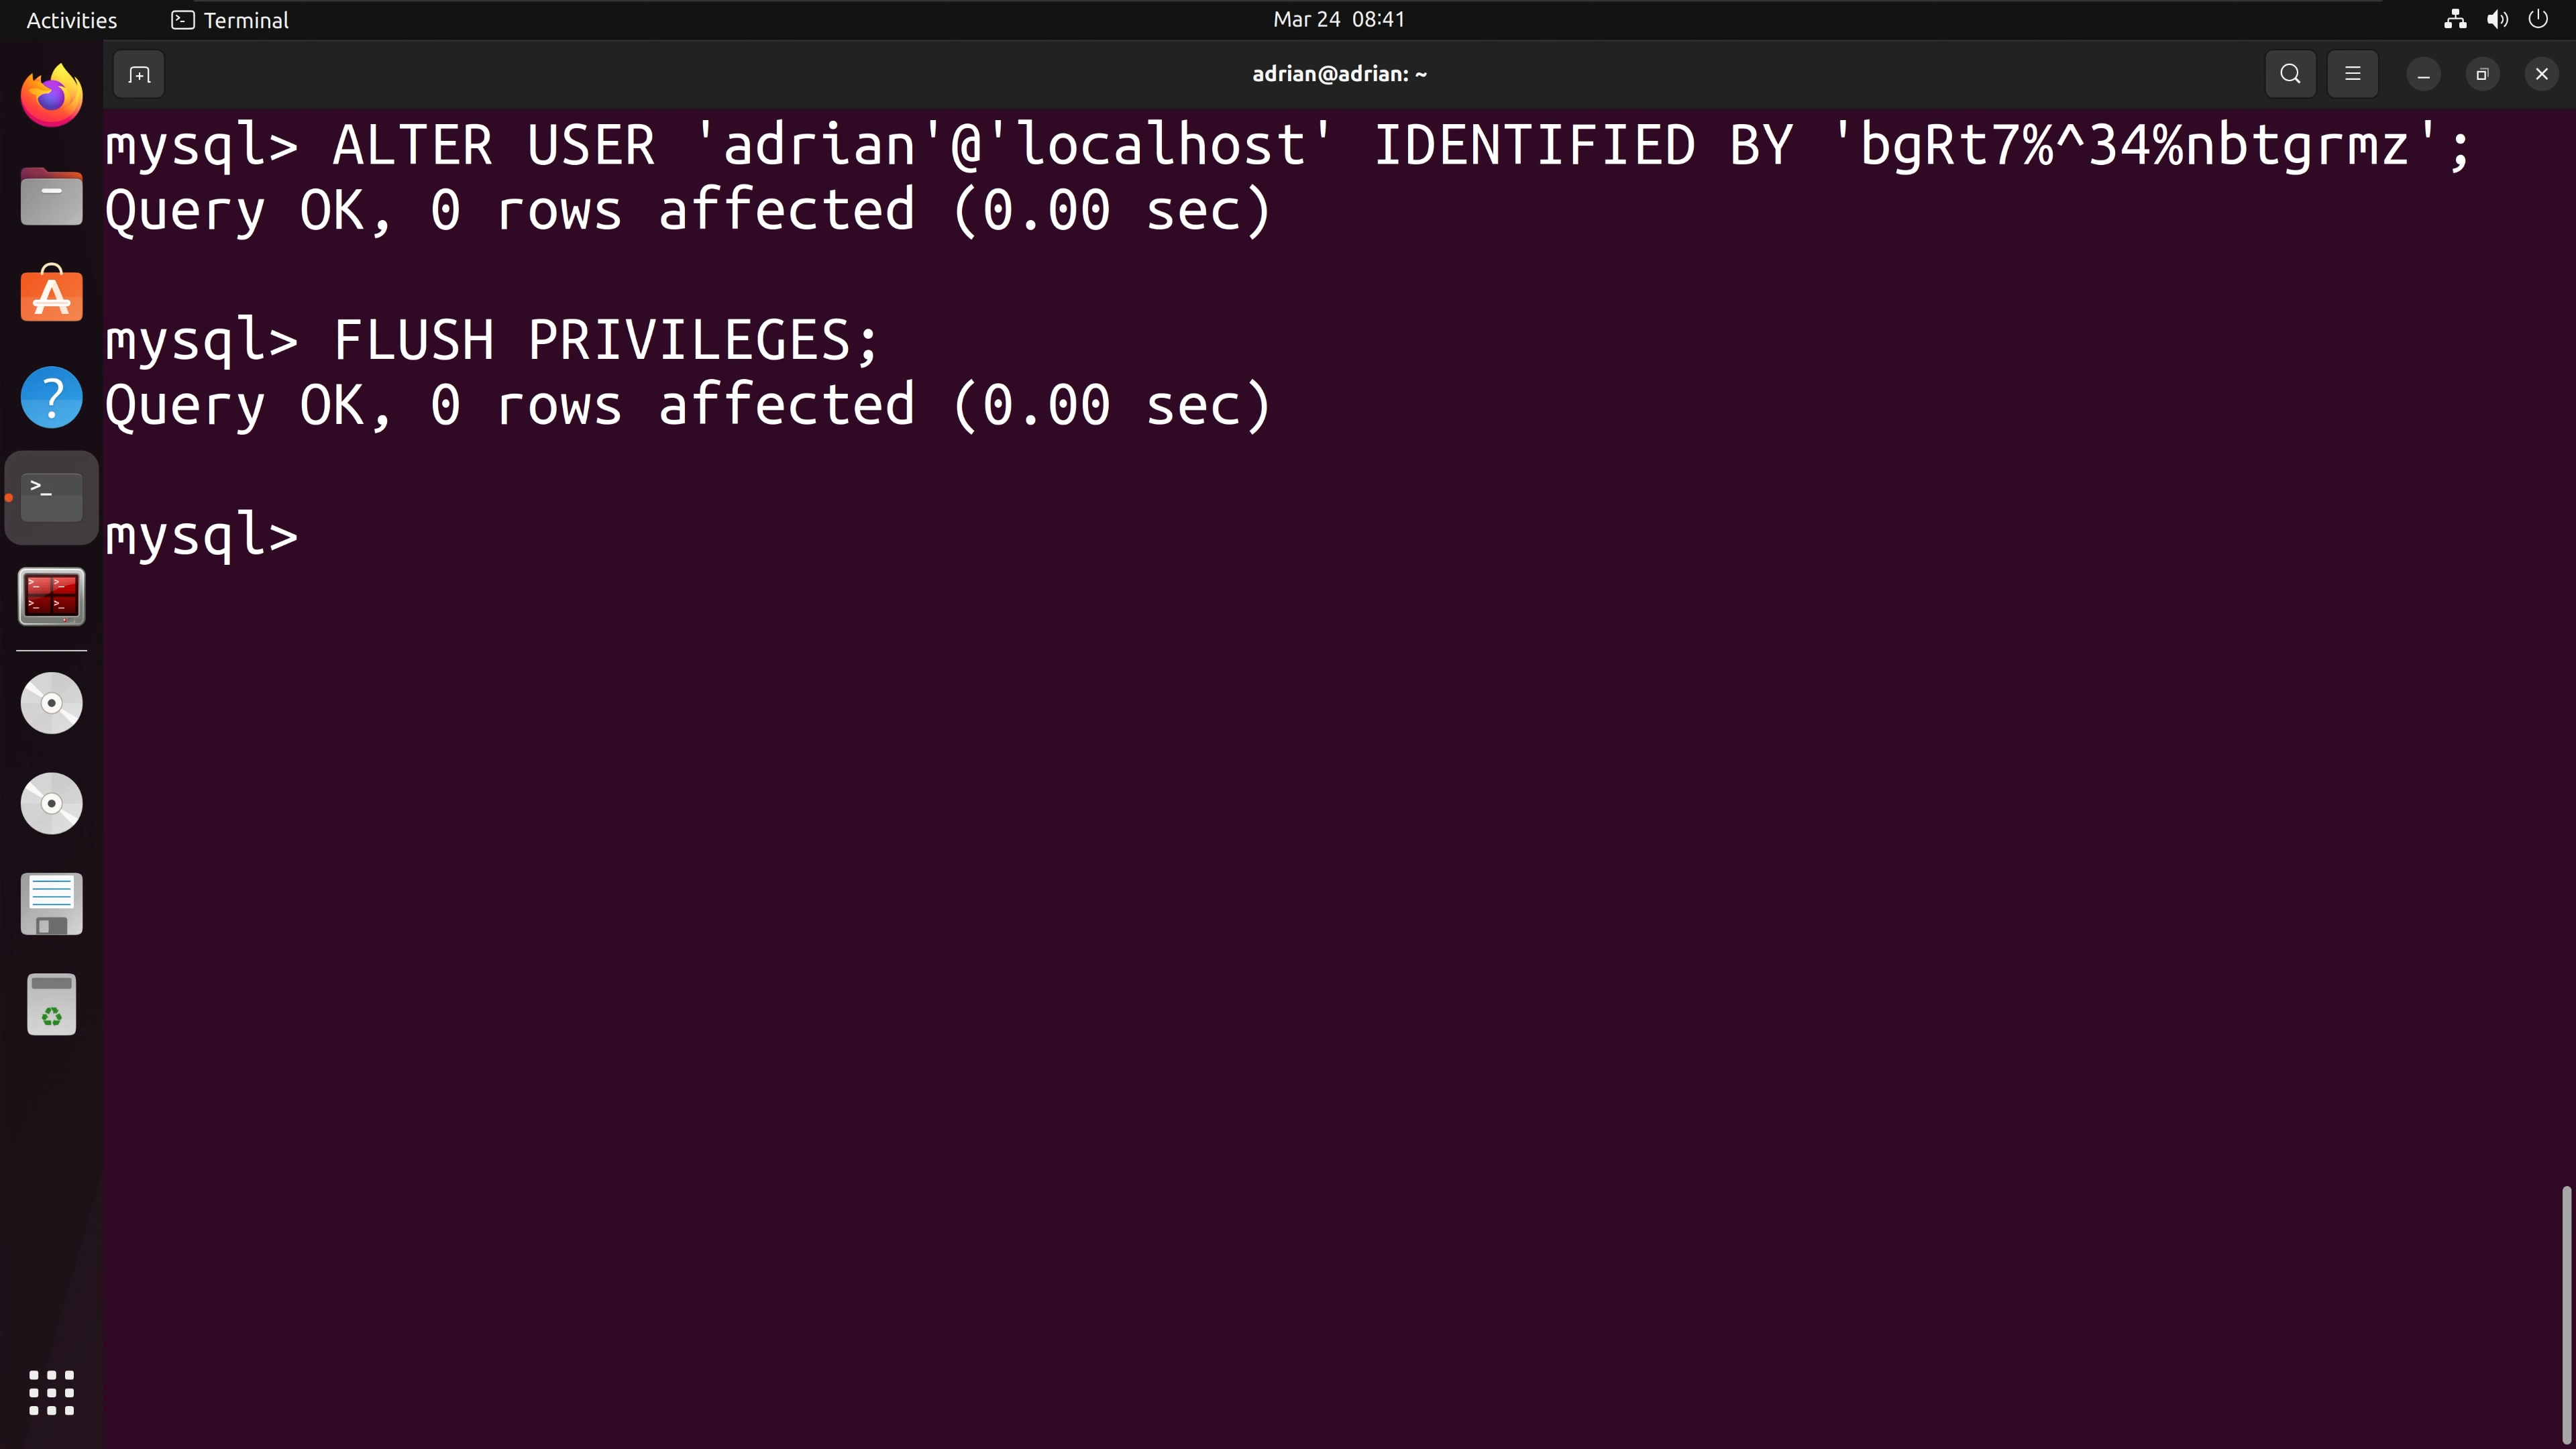 Activities Terminal Mar 24 08:41
adrian@adrian: ~
mysql> ALTER USER 'adrian'@'localhost' IDENTIFIED BY 'bgRt7%^34%nbtgrmz';
Query OK, 0 rows affected (0.00 sec)
mysql> FLUSH PRIVILEGES;
Query OK, 0 rows affected (0.00 sec)
mysql>